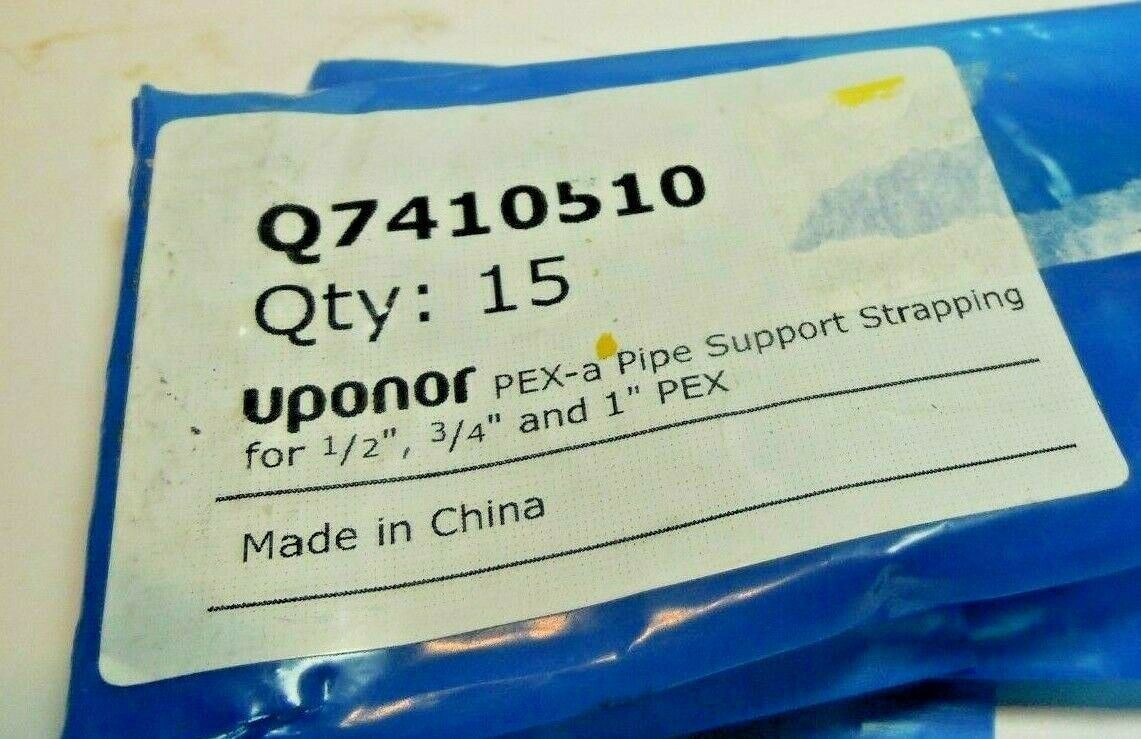 Q7410510
Qty: 15
uponor PEX-a Pipe Support Strapping
for 1/2", 3/4" and 1" PEX
Made in China